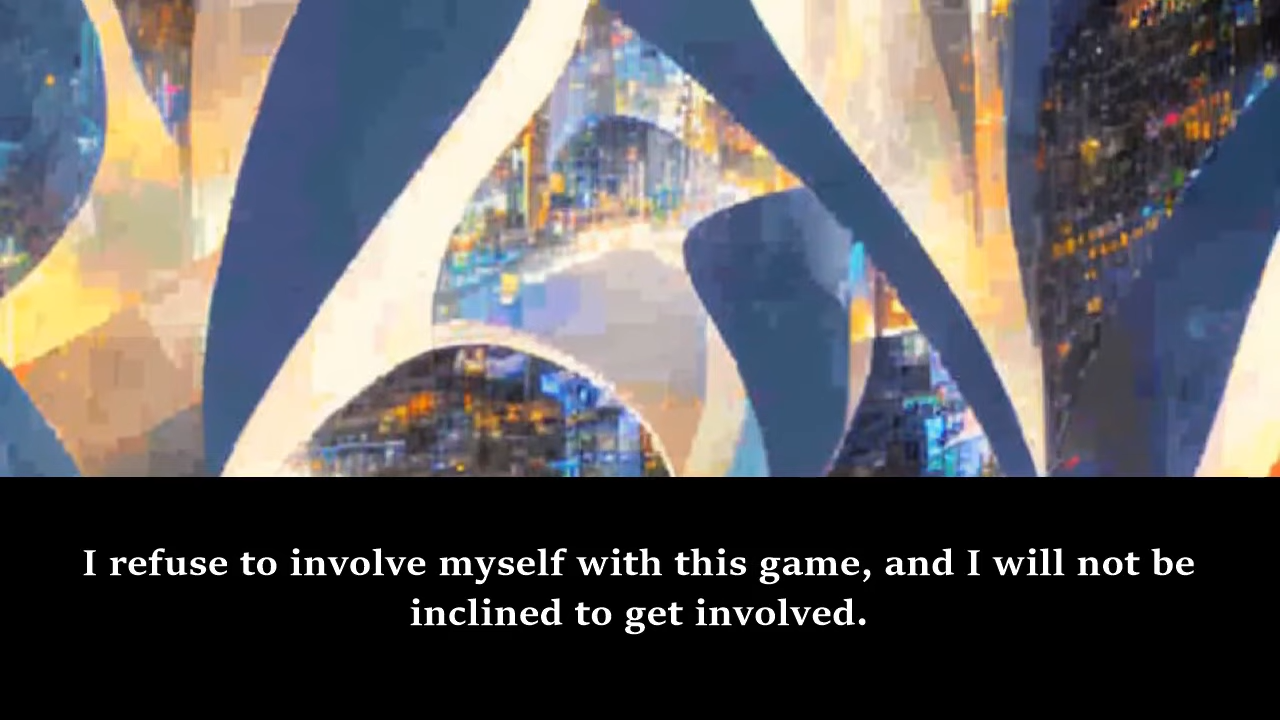 I refuse to involve myself with this game, and I will not be
inclined to get involved.